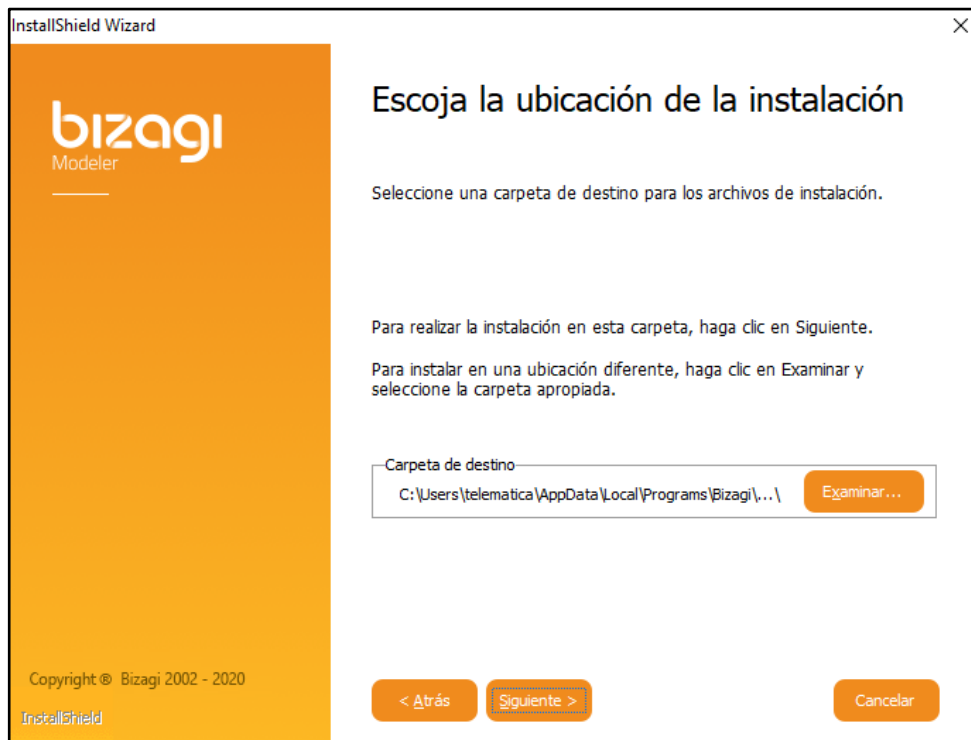 InstallShield Wizard
bizagi
Modeler
Escoja la ubicación de la instalación
Seleccione una carpeta de destino para los archivos de instalación.
Para realizar la instalación en esta carpeta, haga clic en Siguiente.
Para instalar en una ubicación diferente, haga clic en Examinar y
seleccione la carpeta apropiada.
Carpeta de destino
C:\Users\telematica\AppData\Local\Programs\Bizagi\...\
Examinar...
Copyright ® Bizagi 2002 - 2020
InstallShield
< Atrás
Siguiente >
Cancelar